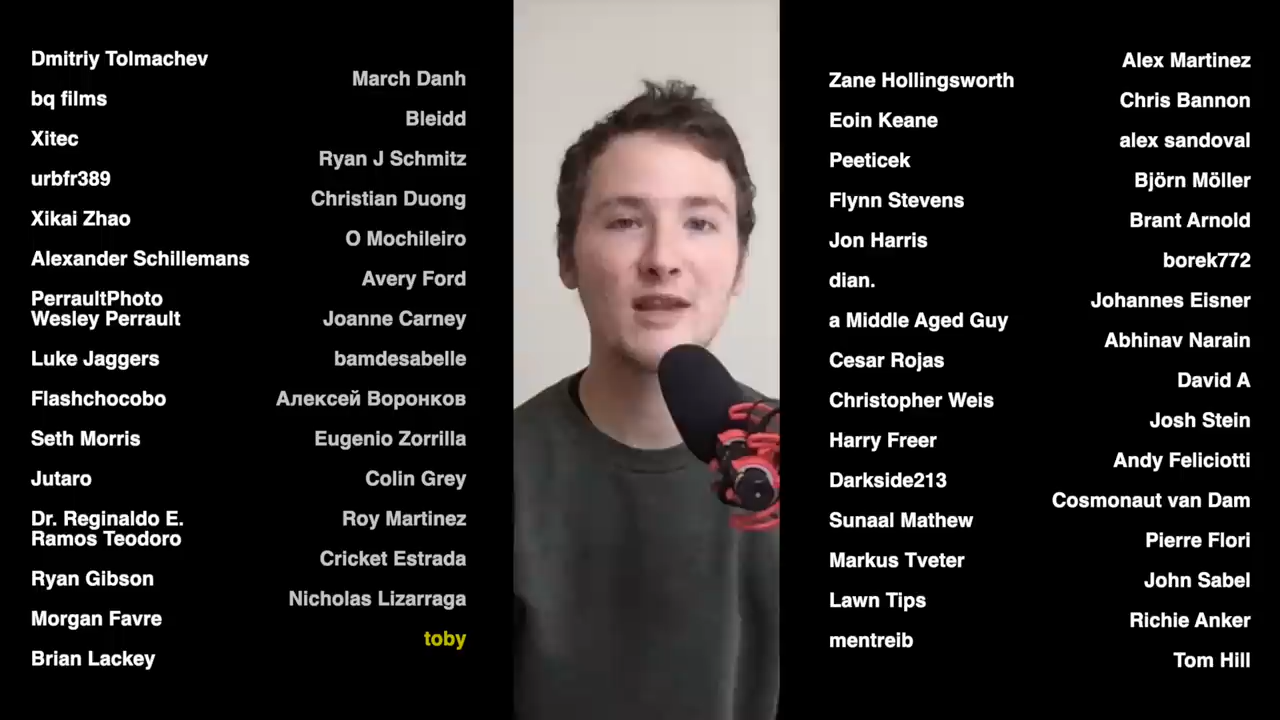 Dmitriy Tolmachev
bq films
Xitec
urbfr389
Xikai Zhao
Alexander Schillemans
PerraultPhoto
Wesley Perrault
Luke Jaggers
Flashchocobo
Seth Morris
Jutaro
Dr. Reginaldo E.
Ramos Teodoro
Ryan Gibson
Morgan Favre
Brian Lackey
March Danh
Bleidd
Ryan J Schmitz
Christian Duong
O Mochileiro
Avery Ford
Joanne Carney
bamdesabelle
Алексей Воронков
Eugenio Zorrilla
Colin Grey
Roy Martinez
Cricket Estrada
Nicholas Lizarraga
toby
Zane Hollingsworth
Eoin Keane
Peeticek
Flynn Stevens
Jon Harris
dian.
a Middle Aged Guy
Cesar Rojas
Christopher Weis
Harry Freer
Darkside213
Sunaal Mathew
Markus Tveter
Lawn Tips
mentreib
Alex Martinez
Chris Bannon
alex sandoval
Björn Möller
Brant Arnold
borek772
Johannes Eisner
Abhinav Narain
David A
Josh Stein
Andy Feliciotti
Cosmonaut van Dam
Pierre Flori
John Sabel
Richie Anker
Tom Hill